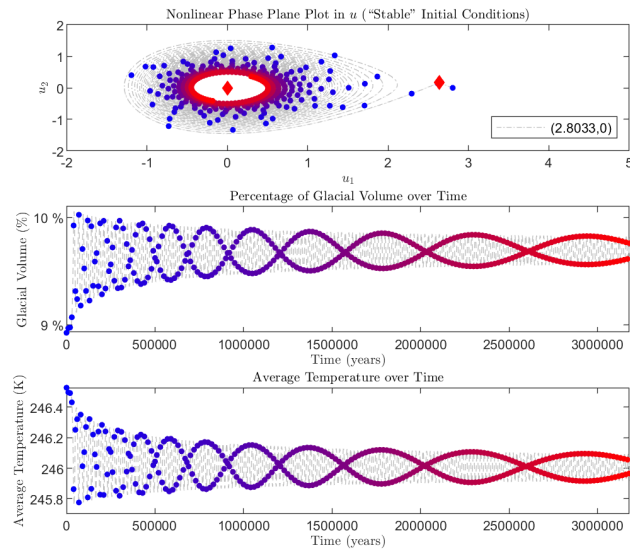 Nonlinear Phase Plane Plot in u ("Stable" Initial Conditions)
2
1
0
-1
-2
u2
(2.8033,0)
-2 -1 0 1 2 3 4 5
u1
Percentage of Glacial Volume over Time
10 %
9 %
Glacial Volume (%)
0 500000 1000000 1500000 2000000 2500000 3000000
Time (years)
Average Temperature over Time
246.4
246.2
246
245.8
Average Temperature (K)
0 500000 1000000 1500000 2000000 2500000 3000000
Time (years)